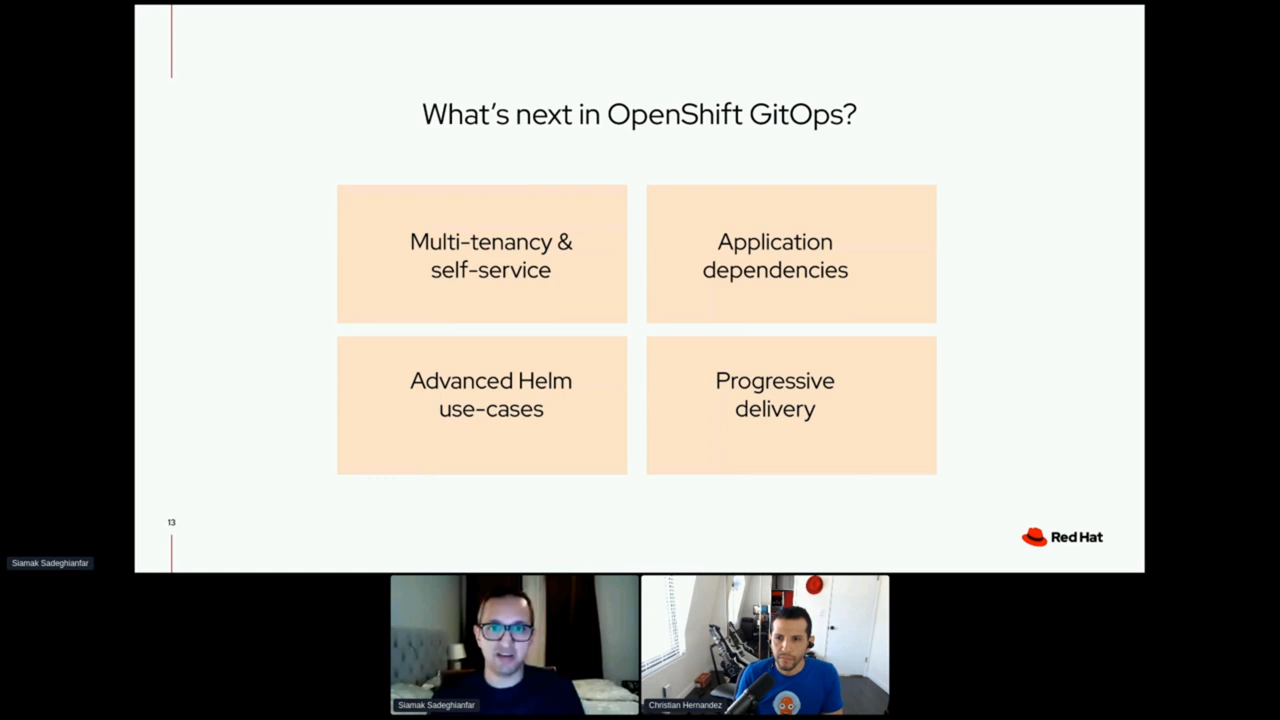 What's next in OpenShift GitOps?
Multi-tenancy &
self-service
Application
dependencies
Advanced Helm
use-cases
Progressive
delivery
13
Red Hat
Siamak Sadeghianfar
Siamak Sadeghianfar
Christian Hernandez